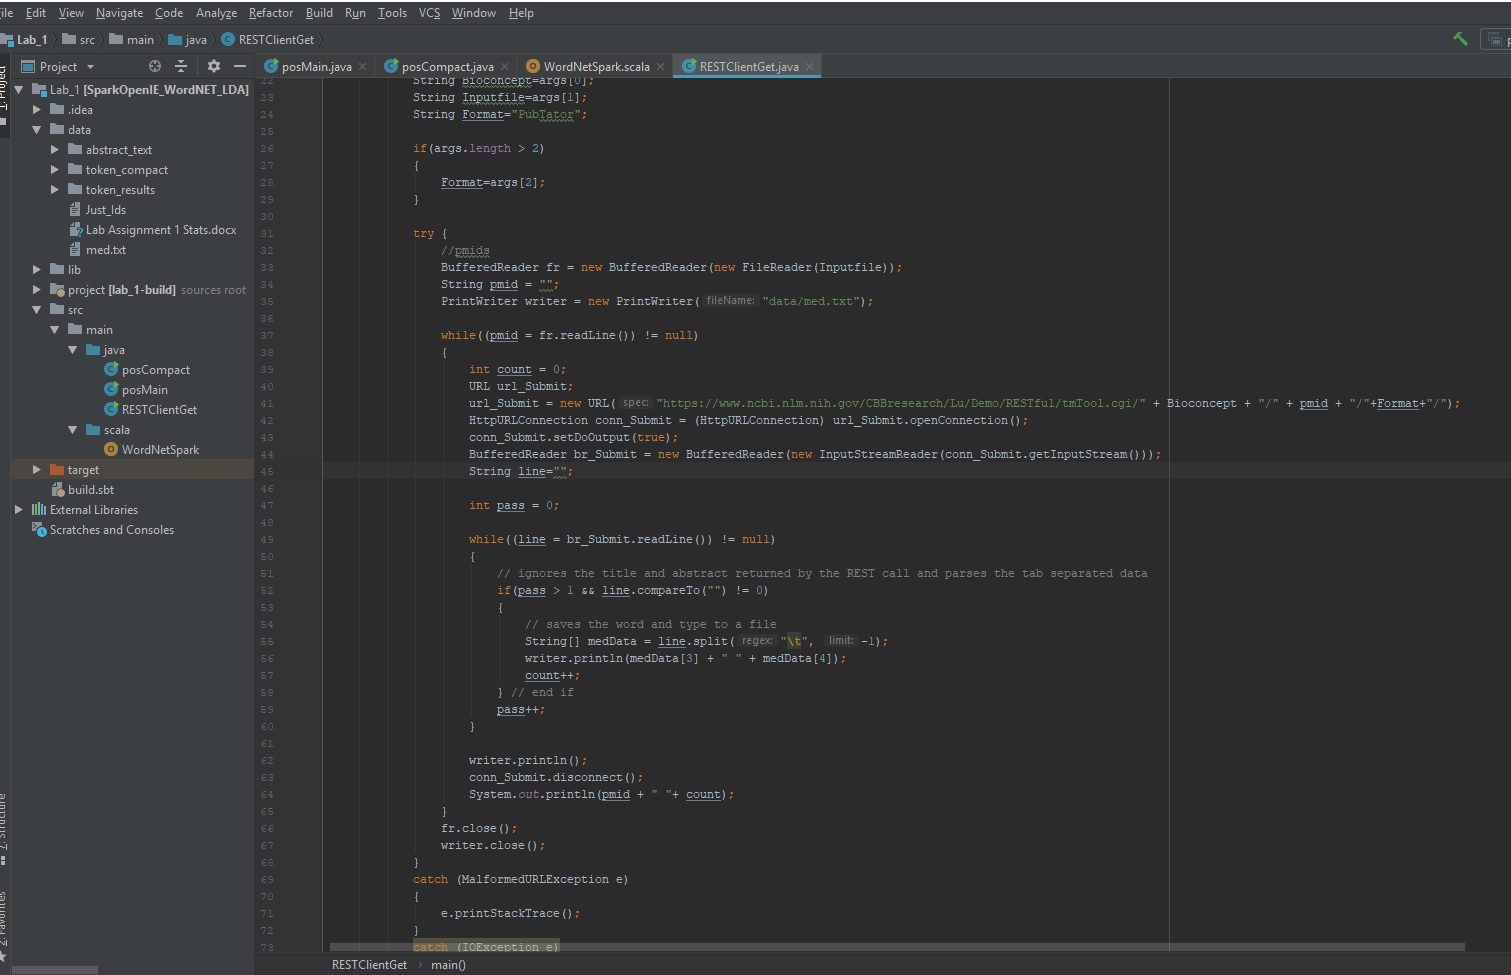 ile Edit View Navigate Code Analyze Refactor Build Run Tools VCS Window Help
Lab_1 src main java RESTClientGet
Project
posMain.java posCompact.java WordNetSpark.scala RESTClientGet.java
1: Project
Lab_1 [SparkOpenIE_WordNET_LDA]
.idea
data
abstract_text
token_compact
token_results
Just_Ids
Lab Assignment 1 Stats.docx
med.txt
lib
project [lab_1-build] sources root
src
main
java
posCompact
posMain
RESTClientGet
scala
WordNetSpark
target
build.sbt
External Libraries
Scratches and Consoles
7: Structure
2: Favorites
22 String Bioconcept=args[0];
23 String Inputfile=args[1];
24 String Format="PubTator";
25
26 if(args.length > 2)
27 {
28 Format=args[2];
29 }
30
31 try {
32 //pmids
33 BufferedReader fr = new BufferedReader(new FileReader(Inputfile));
34 String pmid = "";
35 PrintWriter writer = new PrintWriter( fileName: "data/med.txt");
36
37 while((pmid = fr.readLine()) != null)
38 {
39 int count = 0;
40 URL url_Submit;
41 url_Submit = new URL( spec: "https://www.ncbi.nlm.nih.gov/CBBresearch/Lu/Demo/RESTful/tmTool.cgi/" + Bioconcept + "/" + pmid + "/"+Format+"/");
42 HttpURLConnection conn_Submit = (HttpURLConnection) url_Submit.openConnection();
43 conn_Submit.setDoOutput(true);
44 BufferedReader br_Submit = new BufferedReader(new InputStreamReader(conn_Submit.getInputStream()));
45 String line="";
46
47 int pass = 0;
48
49 while((line = br_Submit.readLine()) != null)
50 {
51 // ignores the title and abstract returned by the REST call and parses the tab separated data
52 if(pass > 1 && line.compareTo("") != 0)
53 {
54 // saves the word and type to a file
55 String[] medData = line.split( regex: "\t", limit: -1);
56 writer.println(medData[3] + " " + medData[4]);
57 count++;
58 } // end if
59 pass++;
60 }
61
62 writer.println();
63 conn_Submit.disconnect();
64 System.out.println(pmid + " "+ count);
65 }
66 fr.close();
67 writer.close();
68 }
69 catch (MalformedURLException e)
70 {
71 e.printStackTrace();
72 }
73 catch (IOException e)
RESTClientGet main()